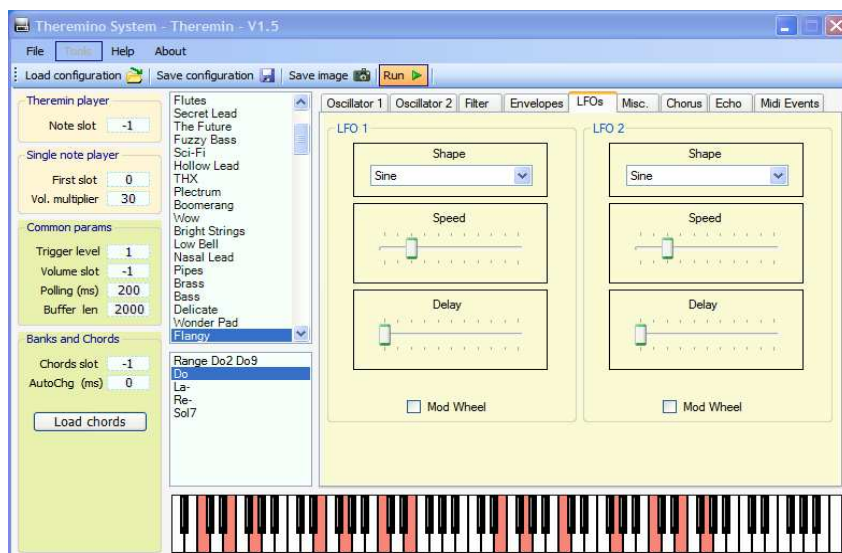 Theremino System - Theremin - V1.5
File Tools Help About
Load configuration Save configuration Save image Run
Theremin player
Note slot -1
Single note player
First slot 0
Vol. multiplier 30
Common params
Trigger level 1
Volume slot -1
Polling (ms) 200
Buffer len 2000
Banks and Chords
Chords slot -1
AutoChg (ms) 0
Load chords
Flutes
Secret Lead
The Future
Fuzzy Bass
Sci-Fi
Hollow Lead
THX
Plectrum
Boomerang
Wow
Bright Strings
Low Bell
Nasal Lead
Pipes
Brass
Bass
Delicate
Wonder Pad
Flangy
Range Do2 Do9
Do
La-
Re-
Sol7
Oscillator 1 Oscillator 2 Filter Envelopes LFOs Misc. Chorus Echo Midi Events
LFO 1
Shape
Sine
Speed
Delay
Mod Wheel
LFO 2
Shape
Sine
Speed
Delay
Mod Wheel